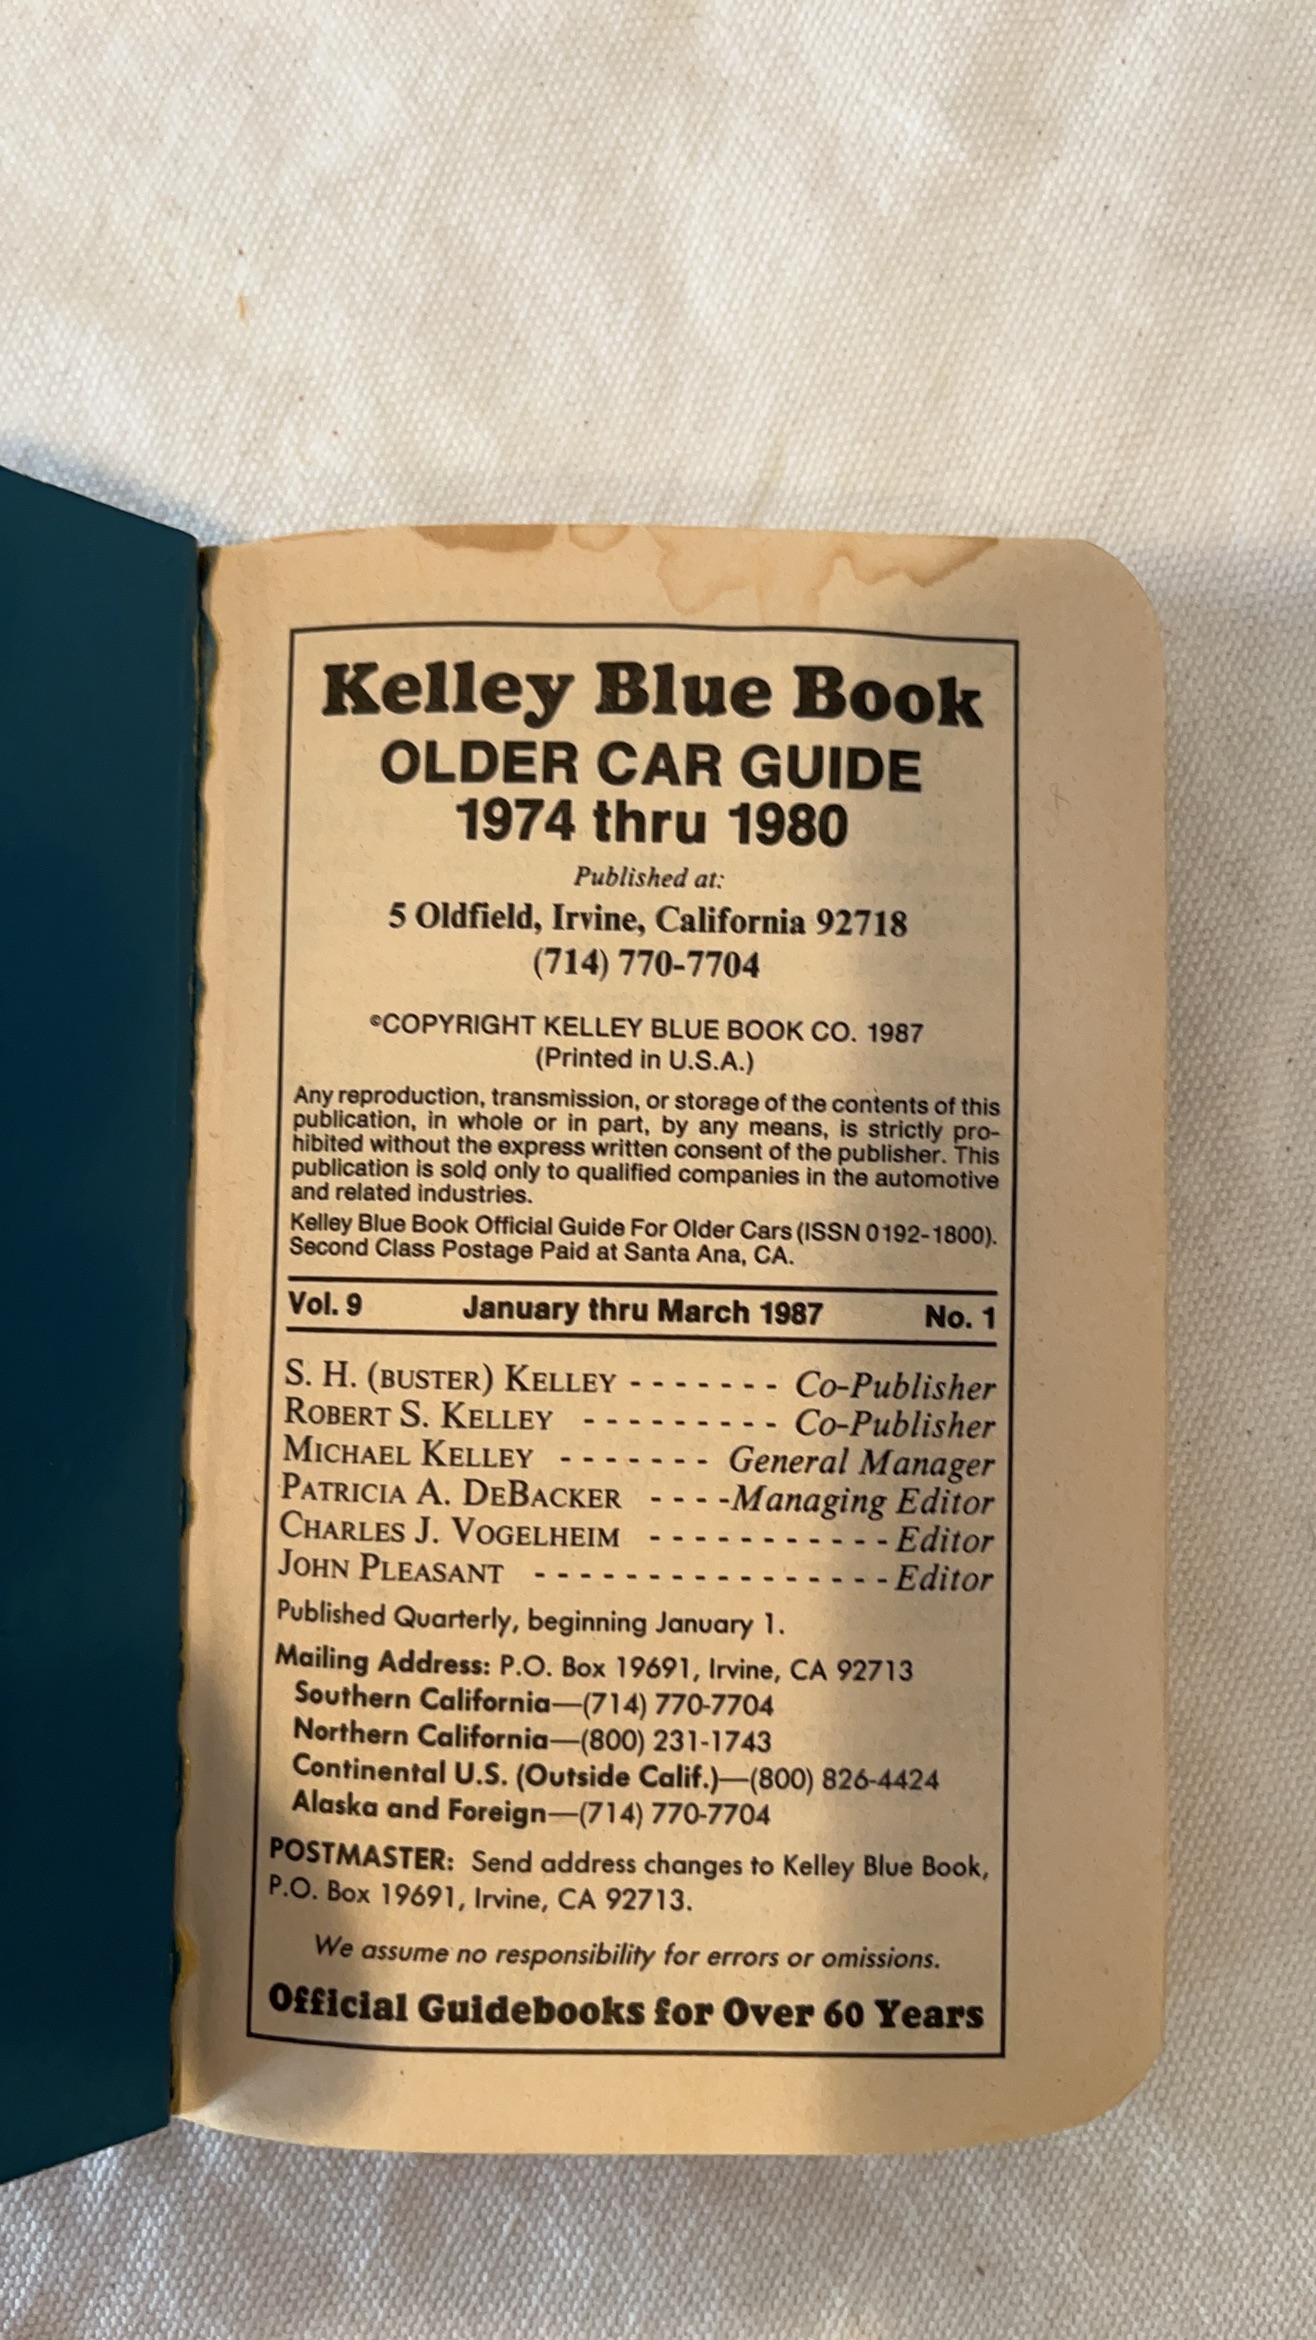 Kelley Blue Book
OLDER CAR GUIDE
1974 thru 1980
Published at:
5 Oldfield, Irvine, California 92718
(714) 770-7704
©COPYRIGHT KELLEY BLUE BOOK CO. 1987
(Printed in U.S.A.)
Any reproduction, transmission, or storage of the contents of this
publication, in whole or in part, by any means, is strictly pro-
hibited without the express written consent of the publisher. This
publication is sold only to qualified companies in the automotive
and related industries.
Kelley Blue Book Official Guide For Older Cars (ISSN 0192-1800).
Second Class Postage Paid at Santa Ana, CA.
Vol. 9 January thru March 1987 No. 1
S. H. (BUSTER) KELLEY - - - - - - - Co-Publisher
ROBERT S. KELLEY - - - - - - - - - Co-Publisher
MICHAEL KELLEY - - - - - - - General Manager
PATRICIA A. DEBACKER - - - -Managing Editor
CHARLES J. VOGELHEIM - - - - - - - - - - - Editor
JOHN PLEASANT - - - - - - - - - - - - - - - - Editor
Published Quarterly, beginning January 1.
Mailing Address: P.O. Box 19691, Irvine, CA 92713
Southern California—(714) 770-7704
Northern California—(800) 231-1743
Continental U.S. (Outside Calif.)—(800) 826-4424
Alaska and Foreign—(714) 770-7704
POSTMASTER: Send address changes to Kelley Blue Book,
P.O. Box 19691, Irvine, CA 92713.
We assume no responsibility for errors or omissions.
Official Guidebooks for Over 60 Years